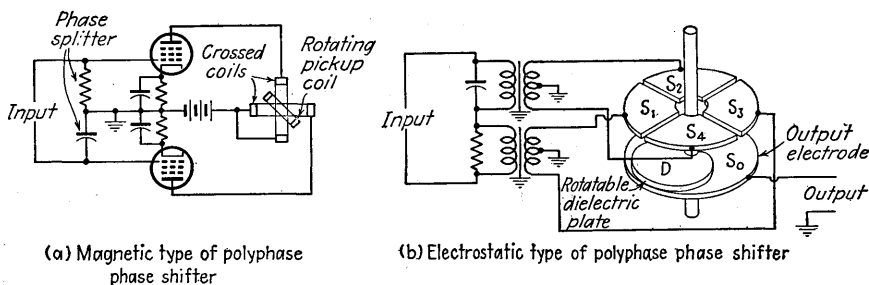 Phase
splitter
Input
Crossed
coils
Rotating
pickup
coil
(a) Magnetic type of polyphase
phase shifter
Input
S2
S1
S3
S4
S0
D
Rotatable
dielectric
plate
Output
electrode
Output
(b) Electrostatic type of polyphase phase shifter